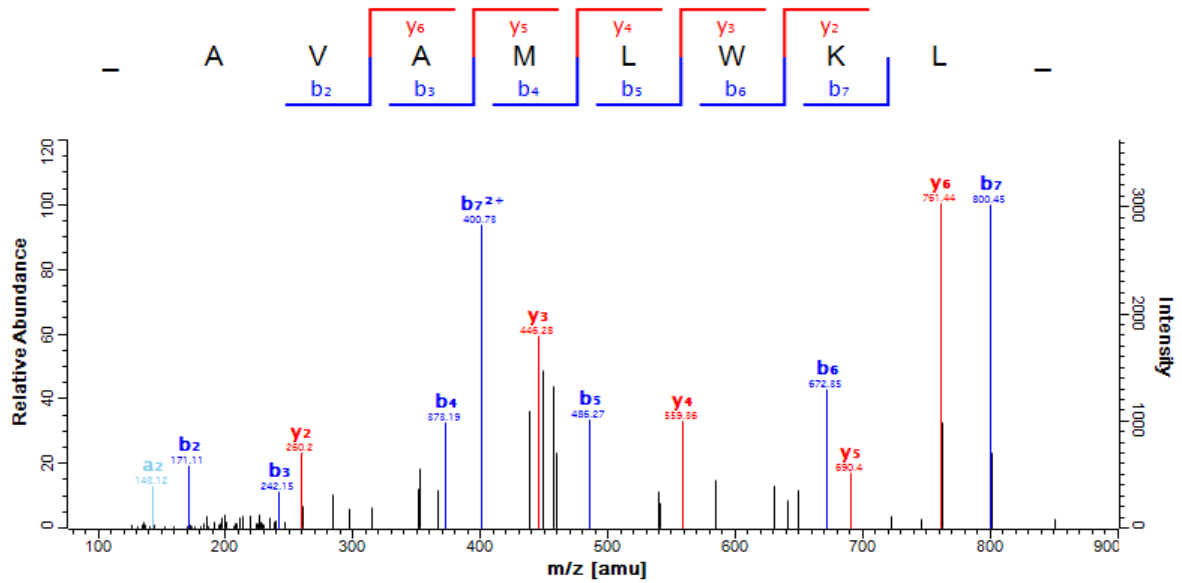 y₆ y₅ y₄ y₃ y₂
_ A V A M L W K L _
b₂ b₃ b₄ b₅ b₆ b₇
Relative Abundance
120
100
80
60
40
20
0
a₂
143.12
b₂
171.11
b₃
242.15
y₂
260.2
b₄
373.19
b₇²⁺
400.73
y₃
446.28
b₅
486.27
y₄
559.36
b₆
672.35
y₅
690.4
y₆
761.44
b₇
800.45
3000
2000
1000
0
Intensity
100 200 300 400 500 600 700 800 900
m/z [amu]